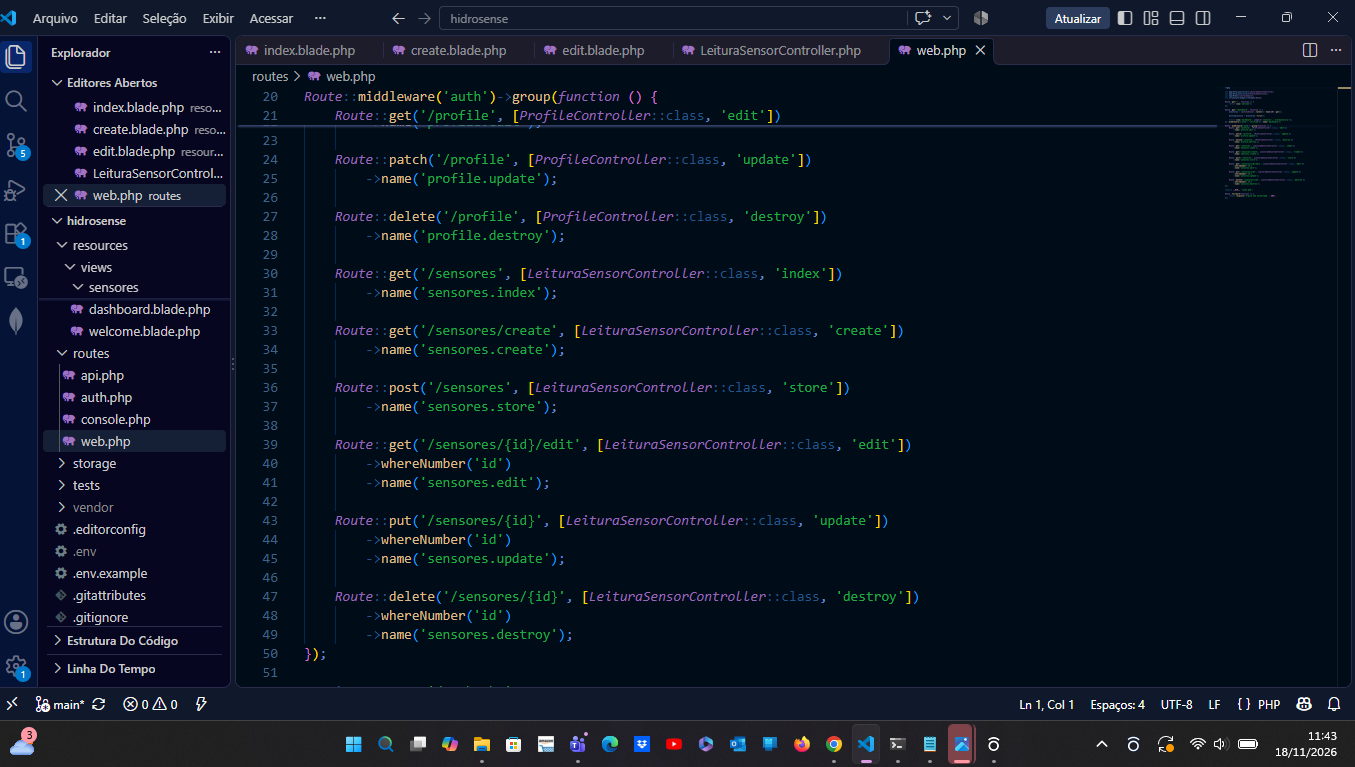 Arquivo Editar Seleção Exibir Acessar ··· hidrosense Atualizar
Explorador ···
index.blade.php create.blade.php edit.blade.php LeituraSensorController.php web.php
Editores Abertos
index.blade.php reso...
create.blade.php reso...
edit.blade.php resour...
LeituraSensorControl...
web.php routes
hidrosense
resources
views
sensores
dashboard.blade.php
welcome.blade.php
routes
api.php
auth.php
console.php
web.php
storage
tests
vendor
.editorconfig
.env
.env.example
.gitattributes
.gitignore
Estrutura Do Código
Linha Do Tempo
5
1
1
routes > web.php
20 Route::middleware('auth')->group(function () {
21 Route::get('/profile', [ProfileController::class, 'edit'])
23
24 Route::patch('/profile', [ProfileController::class, 'update'])
25 ->name('profile.update');
26
27 Route::delete('/profile', [ProfileController::class, 'destroy'])
28 ->name('profile.destroy');
29
30 Route::get('/sensores', [LeituraSensorController::class, 'index'])
31 ->name('sensores.index');
32
33 Route::get('/sensores/create', [LeituraSensorController::class, 'create'])
34 ->name('sensores.create');
35
36 Route::post('/sensores', [LeituraSensorController::class, 'store'])
37 ->name('sensores.store');
38
39 Route::get('/sensores/{id}/edit', [LeituraSensorController::class, 'edit'])
40 ->whereNumber('id')
41 ->name('sensores.edit');
42
43 Route::put('/sensores/{id}', [LeituraSensorController::class, 'update'])
44 ->whereNumber('id')
45 ->name('sensores.update');
46
47 Route::delete('/sensores/{id}', [LeituraSensorController::class, 'destroy'])
48 ->whereNumber('id')
49 ->name('sensores.destroy');
50 });
51
main* 0 0 Ln 1, Col 1 Espaços: 4 UTF-8 LF { } PHP
3
11:43
18/11/2026